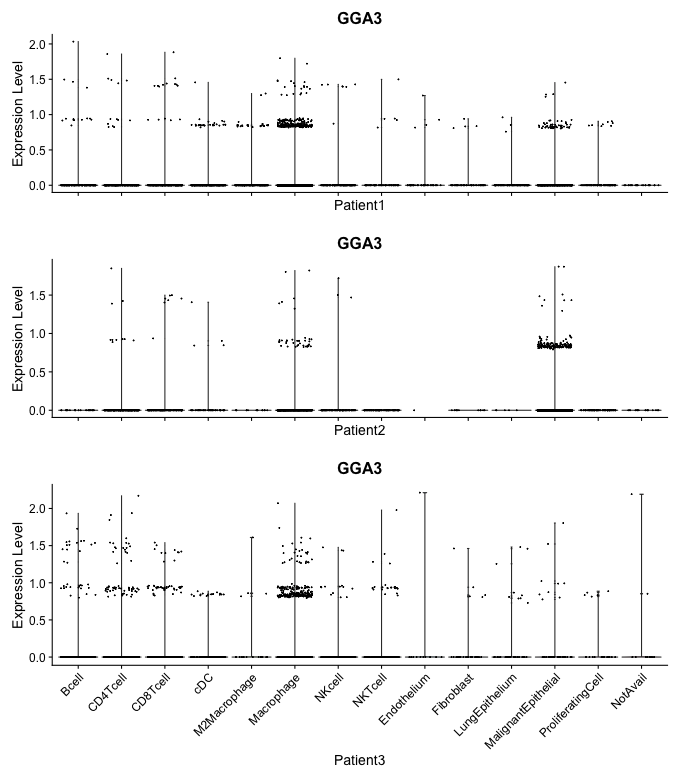 GGA3
Expression Level
2.0
1.5
1.0
0.5
0.0
Patient1
GGA3
Expression Level
1.5
1.0
0.5
0.0
Patient2
GGA3
Expression Level
2.0
1.5
1.0
0.5
0.0
Bcell
CD4Tcell
CD8Tcell
cDC
M2Macrophage
Macrophage
NKcell
NKTcell
Endothelium
Fibroblast
LungEpithelium
MalignantEpithelial
ProliferatingCell
NotAvail
Patient3